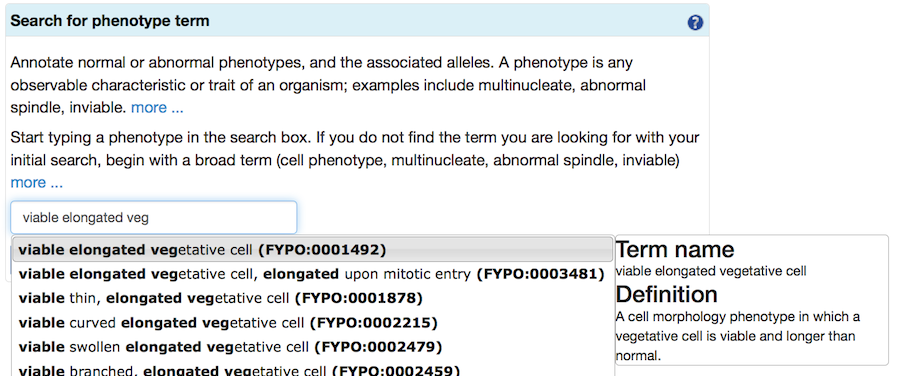 Search for phenotype term
?
Annotate normal or abnormal phenotypes, and the associated alleles. A phenotype is any
observable characteristic or trait of an organism; examples include multinucleate, abnormal
spindle, inviable. more ...
Start typing a phenotype in the search box. If you do not find the term you are looking for with your
initial search, begin with a broad term (cell phenotype, multinucleate, abnormal spindle, inviable)
more ...
viable elongated veg
viable elongated vegetative cell (FYPO:0001492)
viable elongated vegetative cell, elongated upon mitotic entry (FYPO:0003481)
viable thin, elongated vegetative cell (FYPO:0001878)
viable curved elongated vegetative cell (FYPO:0002215)
viable swollen elongated vegetative cell (FYPO:0002479)
viable branched, elongated vegetative cell (FYPO:0002459)
Term name
viable elongated vegetative cell
Definition
A cell morphology phenotype in which a
vegetative cell is viable and longer than
normal.